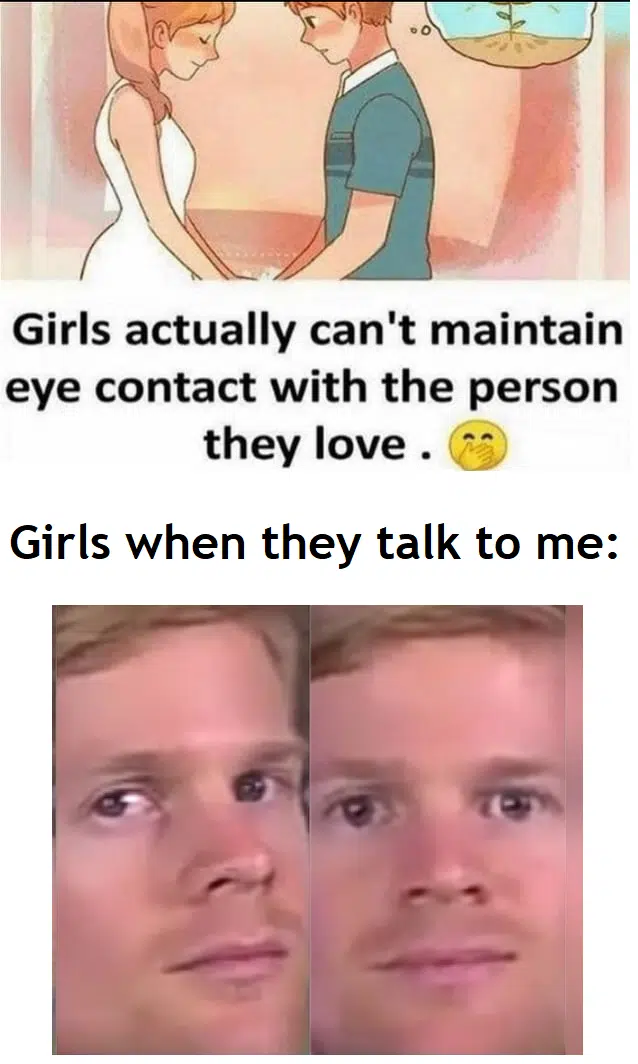 Girls actually can't maintain
eye contact with the person
they love . 🤭
Girls when they talk to me: